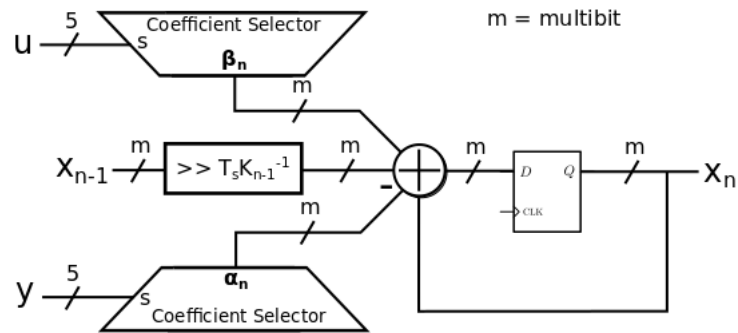 5
Coefficient Selector
m = multibit
u
s
βn
m
m
m
m
m
xn-1
>> TsKn-1-1
D
Q
xn
-
CLK
m
5
αn
y
s
Coefficient Selector